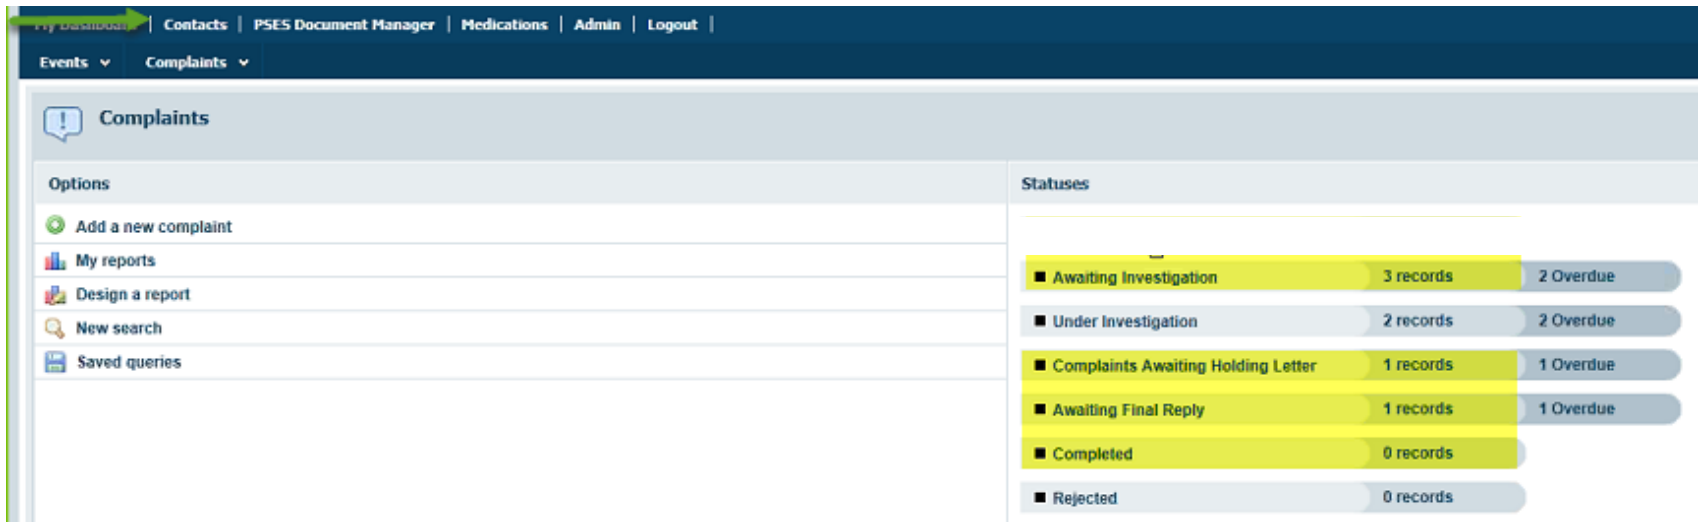 My Dashboard | Contacts | PSES Document Manager | Medications | Admin | Logout |
Events Complaints
Complaints
Options
Add a new complaint
My reports
Design a report
New search
Saved queries
Statuses
Awaiting Investigation 3 records 2 Overdue
Under Investigation 2 records 2 Overdue
Complaints Awaiting Holding Letter 1 records 1 Overdue
Awaiting Final Reply 1 records 1 Overdue
Completed 0 records
Rejected 0 records